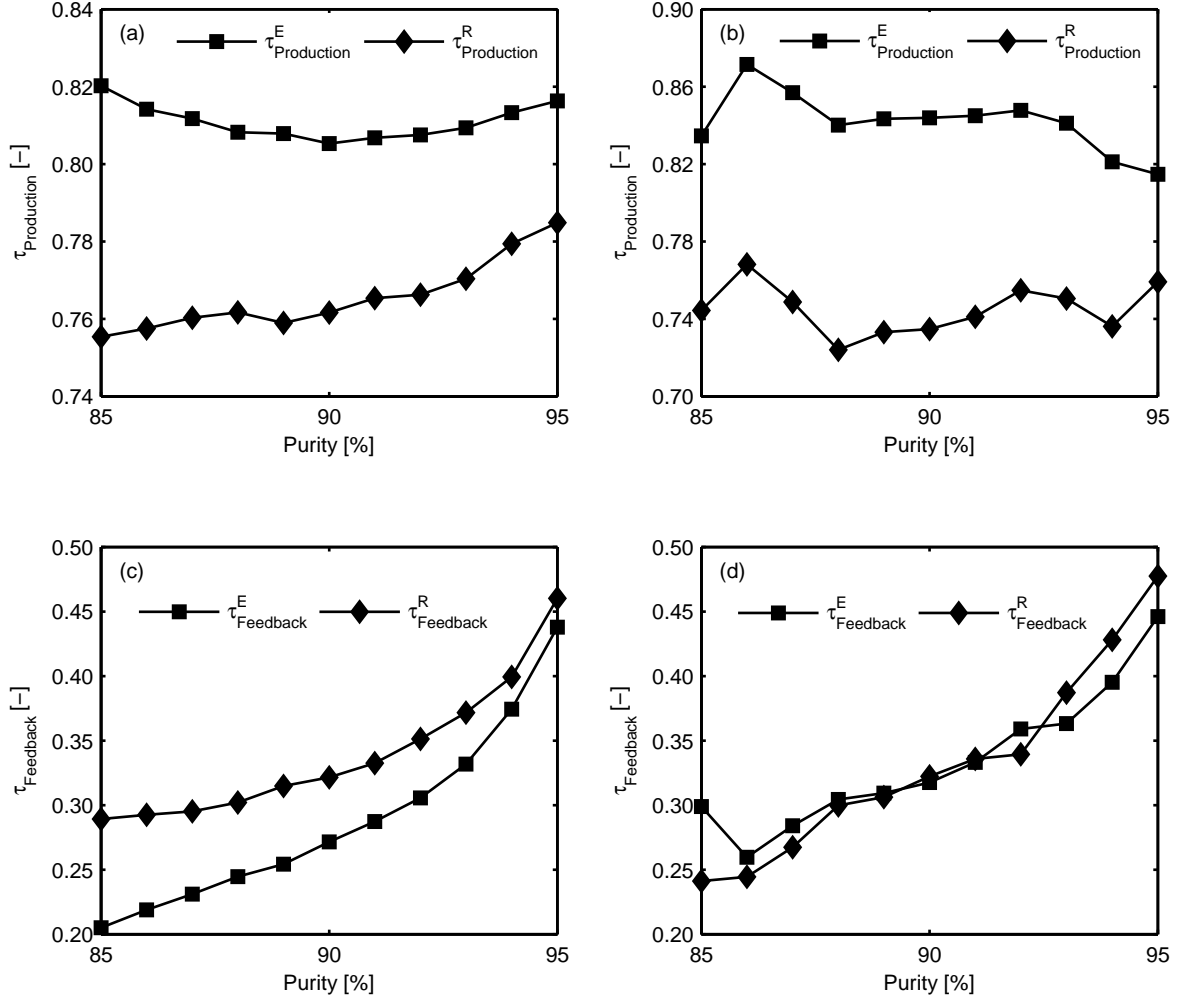 (a)
τ^E_Production τ^R_Production
0.84
0.82
0.80
0.78
0.76
0.74
τ_Production [−]
85 90 95
Purity [%]
(b)
τ^E_Production τ^R_Production
0.90
0.86
0.82
0.78
0.74
0.70
τ_Production [−]
85 90 95
Purity [%]
(c)
τ^E_Feedback τ^R_Feedback
0.50
0.45
0.40
0.35
0.30
0.25
0.20
τ_Feedback [−]
85 90 95
Purity [%]
(d)
τ^E_Feedback τ^R_Feedback
0.50
0.45
0.40
0.35
0.30
0.25
0.20
τ_Feedback [−]
85 90 95
Purity [%]